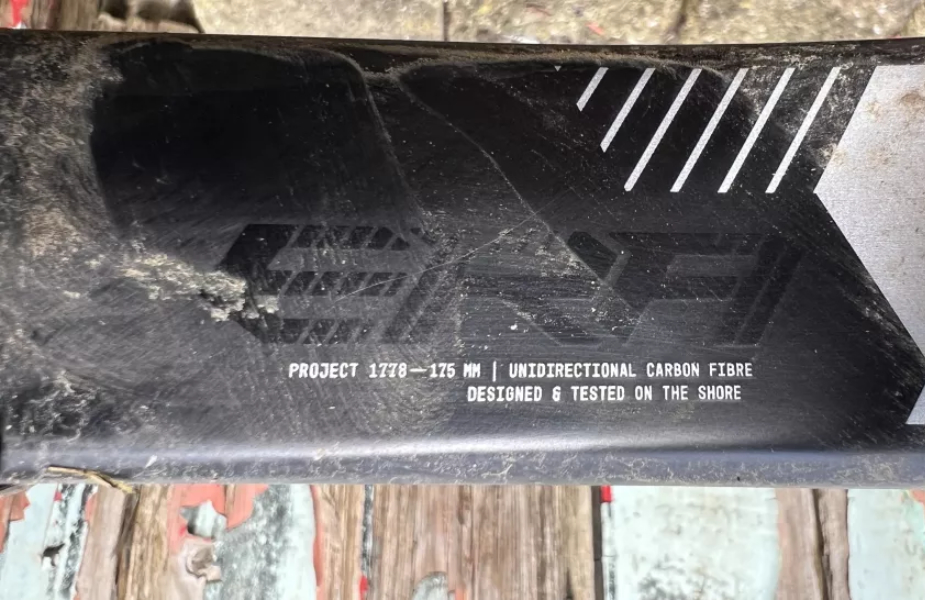 PROJECT 1778—175 MM | UNIDIRECTIONAL CARBON FIBRE
DESIGNED & TESTED ON THE SHORE